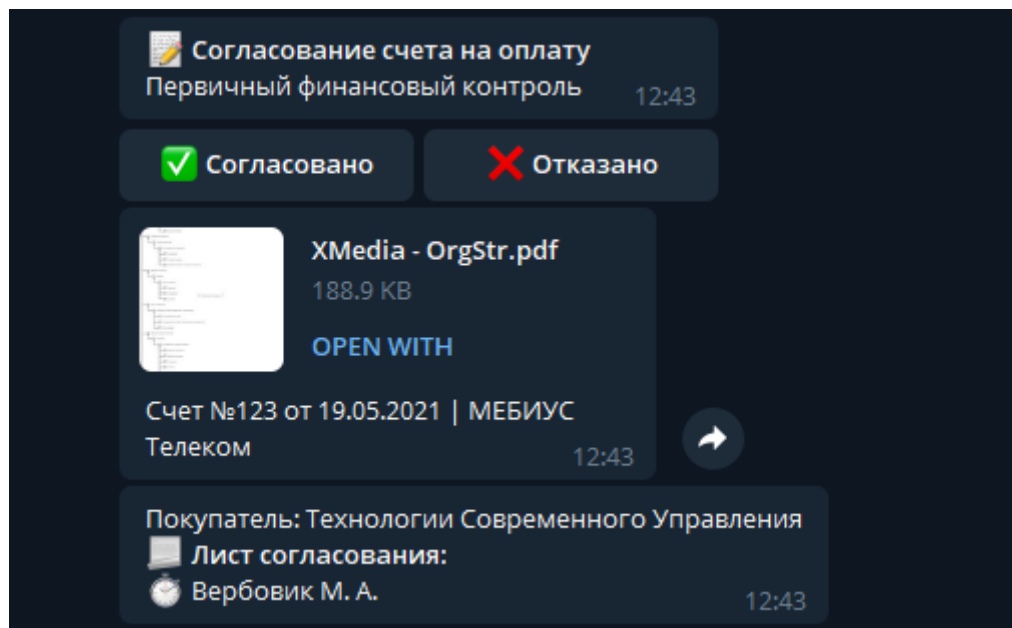 📝 Согласование счета на оплату
Первичный финансовый контроль 12:43
✅ Согласовано ❌ Отказано
XMedia - OrgStr.pdf
188.9 KB
OPEN WITH
Счет №123 от 19.05.2021 | МЕБИУС
Телеком 12:43
Покупатель: Технологии Современного Управления
Лист согласования:
⏱ Вербовик М. А. 12:43